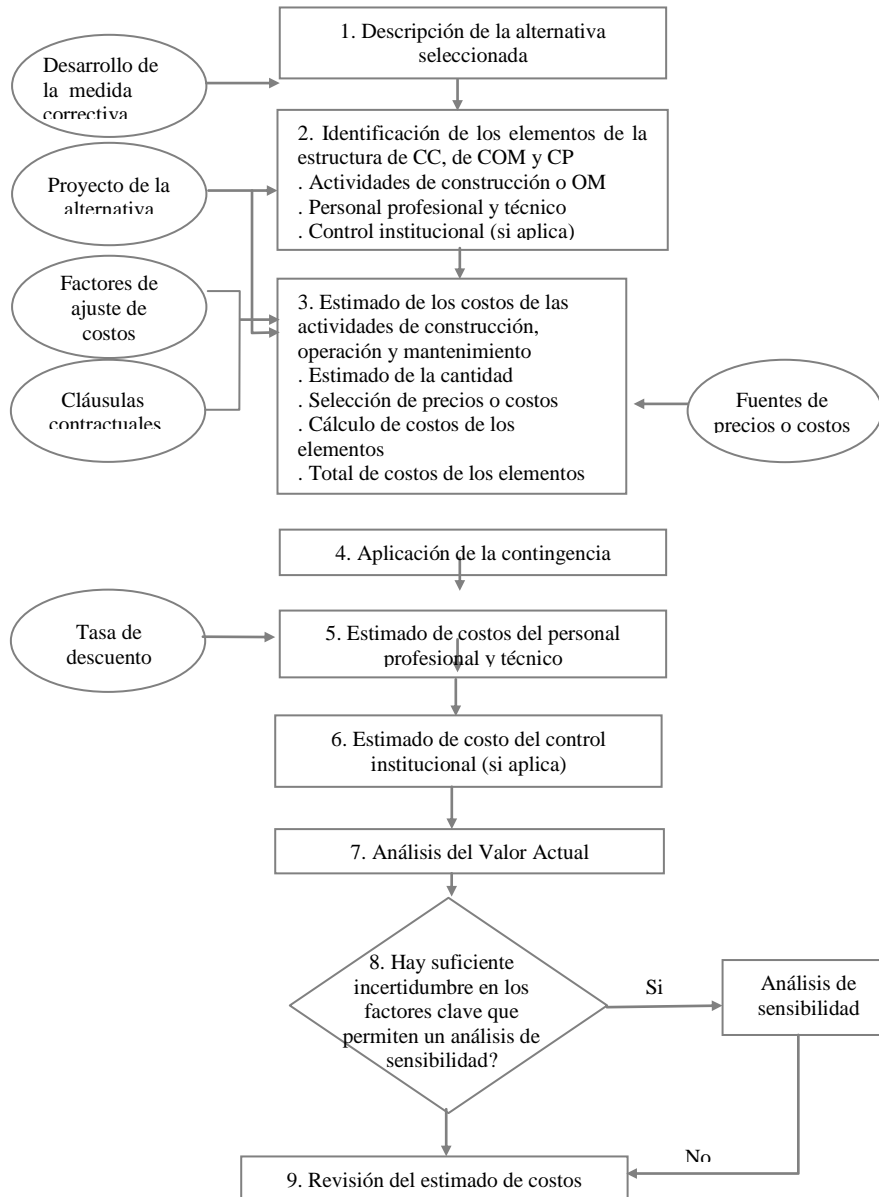 1. Descripción de la alternativa
seleccionada
Desarrollo de
la medida
correctiva
2. Identificación de los elementos de la
estructura de CC, de COM y CP
. Actividades de construcción o OM
. Personal profesional y técnico
. Control institucional (si aplica)
Proyecto de la
alternativa
Factores de
ajuste de
costos
3. Estimado de los costos de las
actividades de construcción,
operación y mantenimiento
. Estimado de la cantidad
. Selección de precios o costos
. Cálculo de costos de los
elementos
. Total de costos de los elementos
Cláusulas
contractuales
Fuentes de
precios o costos
4. Aplicación de la contingencia
Tasa de
descuento
5. Estimado de costos del personal
profesional y técnico
6. Estimado de costo del control
institucional (si aplica)
7. Análisis del Valor Actual
8. Hay suficiente
incertidumbre en los
factores clave que
permiten un análisis de
sensibilidad?
Si
Análisis de
sensibilidad
No
9. Revisión del estimado de costos